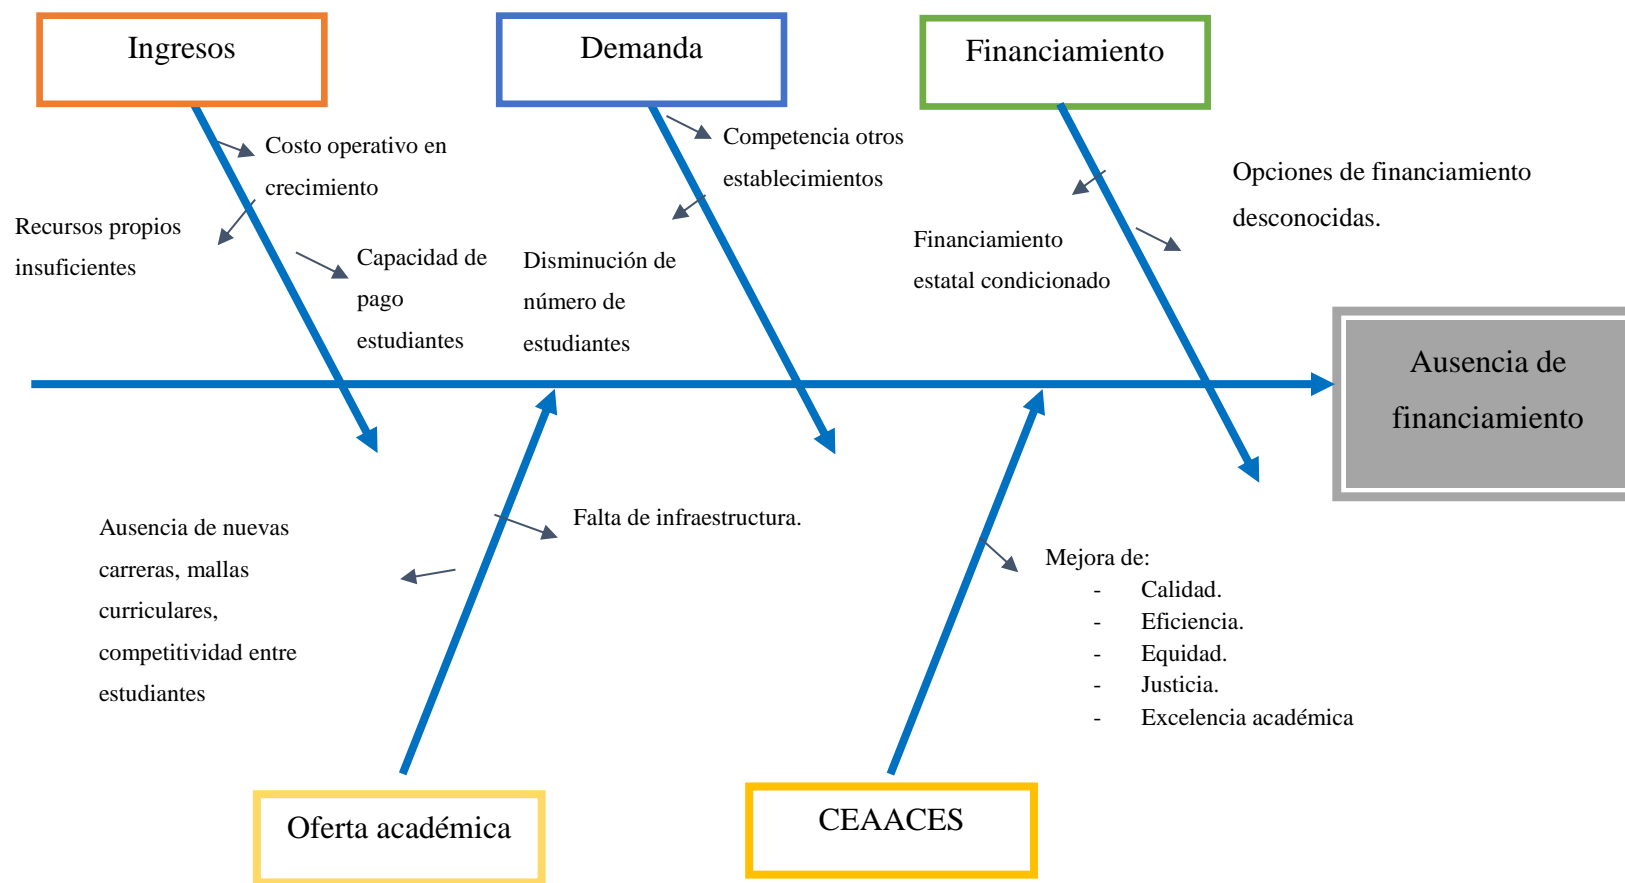 Ingresos
Demanda
Financiamiento
Costo operativo en
crecimiento
Recursos propios
insuficientes
Capacidad de
pago
estudiantes
Competencia otros
establecimientos
Disminución de
número de
estudiantes
Financiamiento
estatal condicionado
Opciones de financiamiento
desconocidas.
Ausencia de
financiamiento
Ausencia de nuevas
carreras, mallas
curriculares,
competitividad entre
estudiantes
Falta de infraestructura.
Mejora de:
- Calidad.
- Eficiencia.
- Equidad.
- Justicia.
- Excelencia académica
Oferta académica
CEAACES